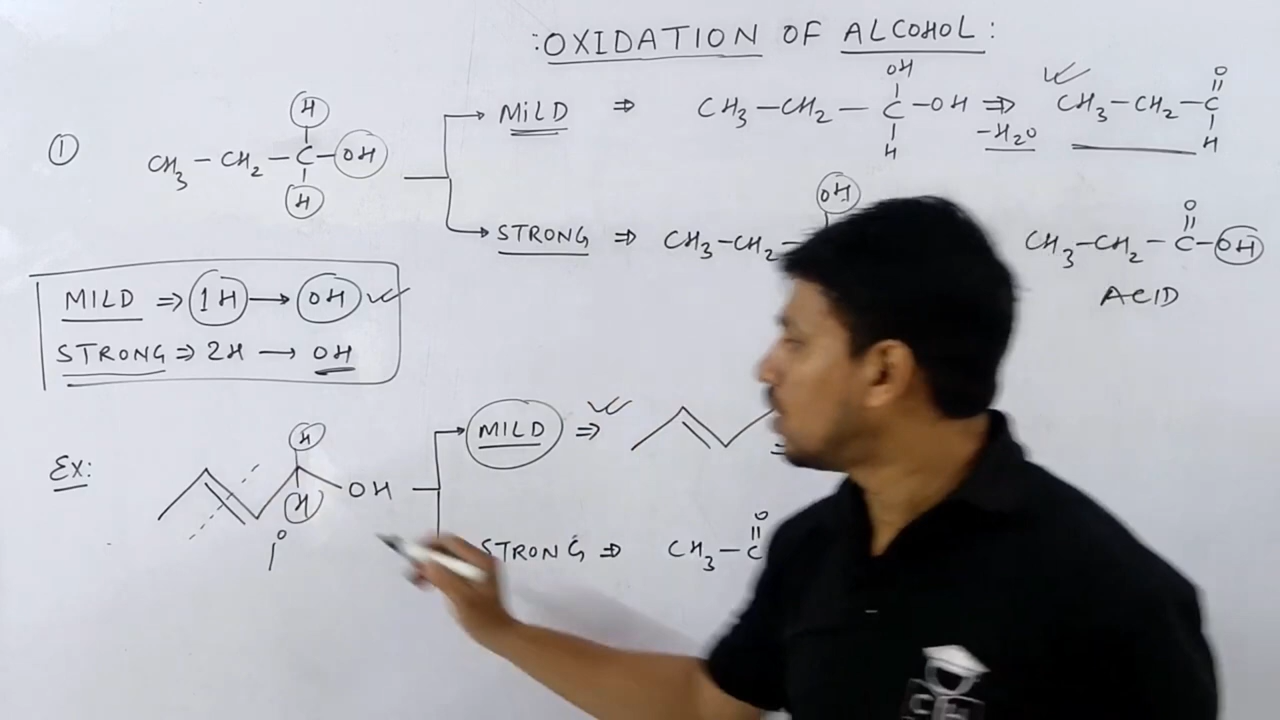 :OXIDATION OF ALCOHOL:
① CH₃-CH₂-C-OH
H
H
MILD ⇒ CH₃-CH₂-C-OH ⇒ CH₃-CH₂-C
OH
H
-H₂O
O
H
STRONG ⇒ CH₃-CH₂-
OH
CH₃-CH₂-C-OH
O
ACID
MILD ⇒ 1H → OH
STRONG ⇒ 2H → OH
Ex:
H
H
OH
1°
MILD ⇒
STRONG ⇒ CH₃-C
O